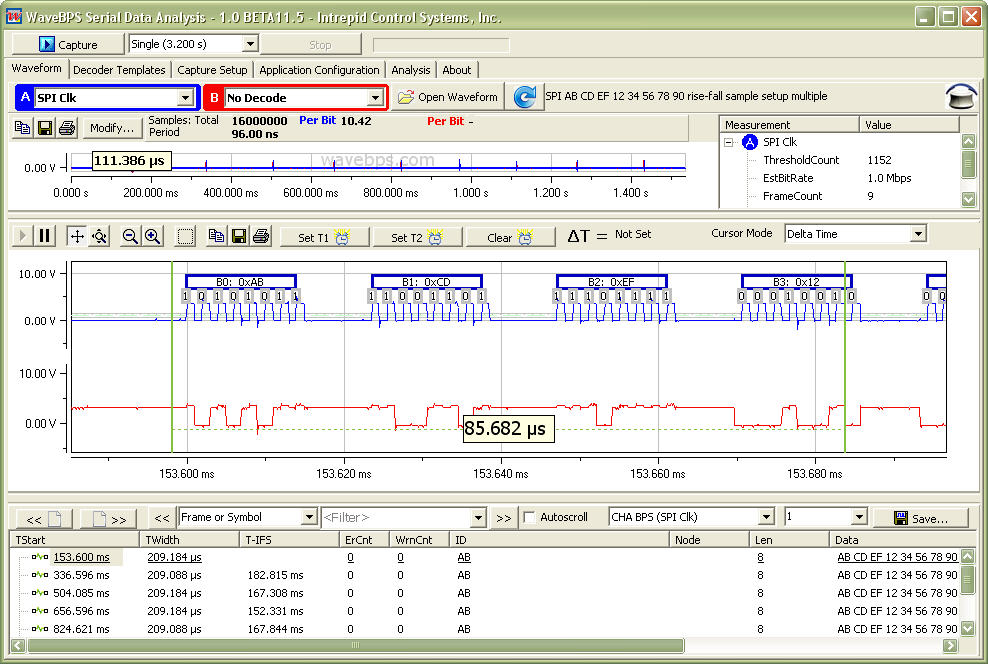 WaveBPS Serial Data Analysis - 1.0 BETA11.5 - Intrepid Control Systems, Inc.
Capture Single (3.200 s) Stop
Waveform Decoder Templates Capture Setup Application Configuration Analysis About
A SPI Clk B No Decode Open Waveform SPI AB CD EF 12 34 56 78 90 rise-fall sample setup multiple
Modify... Samples: Total 16000000 Per Bit 10.42 Per Bit -
Period 96.00 ns
Measurement Value
A SPI Clk
ThresholdCount 1152
EstBitRate 1.0 Mbps
FrameCount 9
0.00 V 111.386 µs wavebps.com
0.000 s 200.000 ms 400.000 ms 600.000 ms 800.000 ms 1.000 s 1.200 s 1.400 s
Set T1 Set T2 Clear ΔT = Not Set Cursor Mode Delta Time
10.00 V B0: 0xAB B1: 0xCD B2: 0xEF B3: 0x12
1 0 1 0 1 0 1 1 1 1 0 0 1 1 0 1 1 1 1 0 1 1 1 1 0 0 0 1 0 0 1 0 0 0
0.00 V
10.00 V
0.00 V 85.682 µs
153.600 ms 153.620 ms 153.640 ms 153.660 ms 153.680 ms
<< >> << Frame or Symbol <Filter> >> Autoscroll CHA BPS (SPI Clk) 1 Save...
TStart TWidth T-IFS ErCnt WrnCnt ID Node Len Data
153.600 ms 209.184 µs 0 0 AB 8 AB CD EF 12 34 56 78 90
336.596 ms 209.088 µs 182.815 ms 0 0 AB 8 AB CD EF 12 34 56 78 90
504.085 ms 209.184 µs 167.308 ms 0 0 AB 8 AB CD EF 12 34 56 78 90
656.596 ms 209.184 µs 152.331 ms 0 0 AB 8 AB CD EF 12 34 56 78 90
824.621 ms 209.088 µs 167.844 ms 0 0 AB 8 AB CD EF 12 34 56 78 90